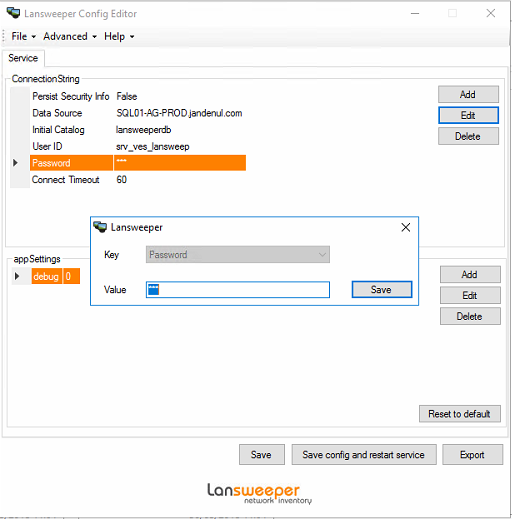 Lansweeper Config Editor
File Advanced Help
Service
ConnectionString
Persist Security Info False
Data Source SQL01-AG-PROD.jandenul.com
Initial Catalog lansweeperdb
User ID srv_ves_lansweep
Password ***
Connect Timeout 60
Add
Edit
Delete
Lansweeper
Key Password
Value *** Save
appSettings
debug 0
Add
Edit
Delete
Reset to default
Save Save config and restart service Export
Lansweeper
network inventory